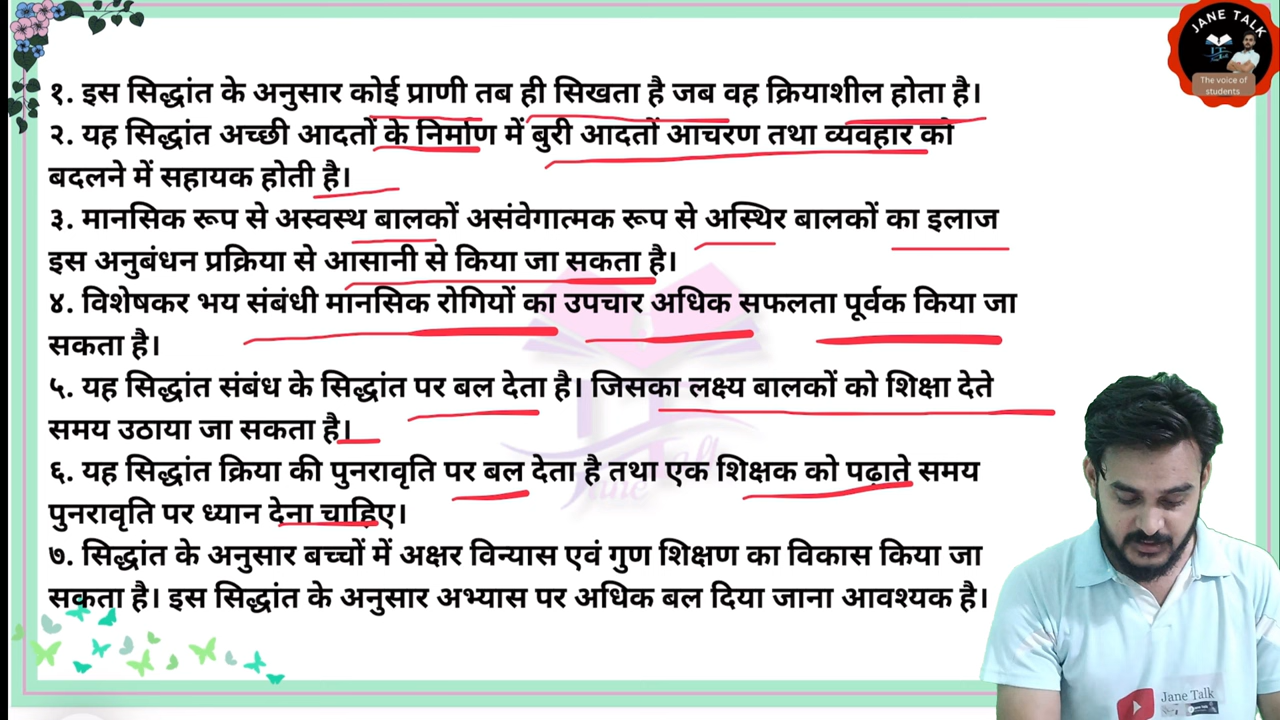 JANE TALK
The voice of
students
१. इस सिद्धांत के अनुसार कोई प्राणी तब ही सिखता है जब वह क्रियाशील होता है।
२. यह सिद्धांत अच्छी आदतों के निर्माण में बुरी आदतों आचरण तथा व्यवहार को
बदलने में सहायक होती है।
३. मानसिक रूप से अस्वस्थ बालकों असंवेगात्मक रूप से अस्थिर बालकों का इलाज
इस अनुबंधन प्रक्रिया से आसानी से किया जा सकता है।
४. विशेषकर भय संबंधी मानसिक रोगियों का उपचार अधिक सफलता पूर्वक किया जा
सकता है।
५. यह सिद्धांत संबंध के सिद्धांत पर बल देता है। जिसका लक्ष्य बालकों को शिक्षा देते
समय उठाया जा सकता है।
६. यह सिद्धांत क्रिया की पुनरावृति पर बल देता है तथा एक शिक्षक को पढ़ाते समय
पुनरावृति पर ध्यान देना चाहिए।
७. सिद्धांत के अनुसार बच्चों में अक्षर विन्यास एवं गुण शिक्षण का विकास किया जा
सकता है। इस सिद्धांत के अनुसार अभ्यास पर अधिक बल दिया जाना आवश्यक है।
Jane Talk